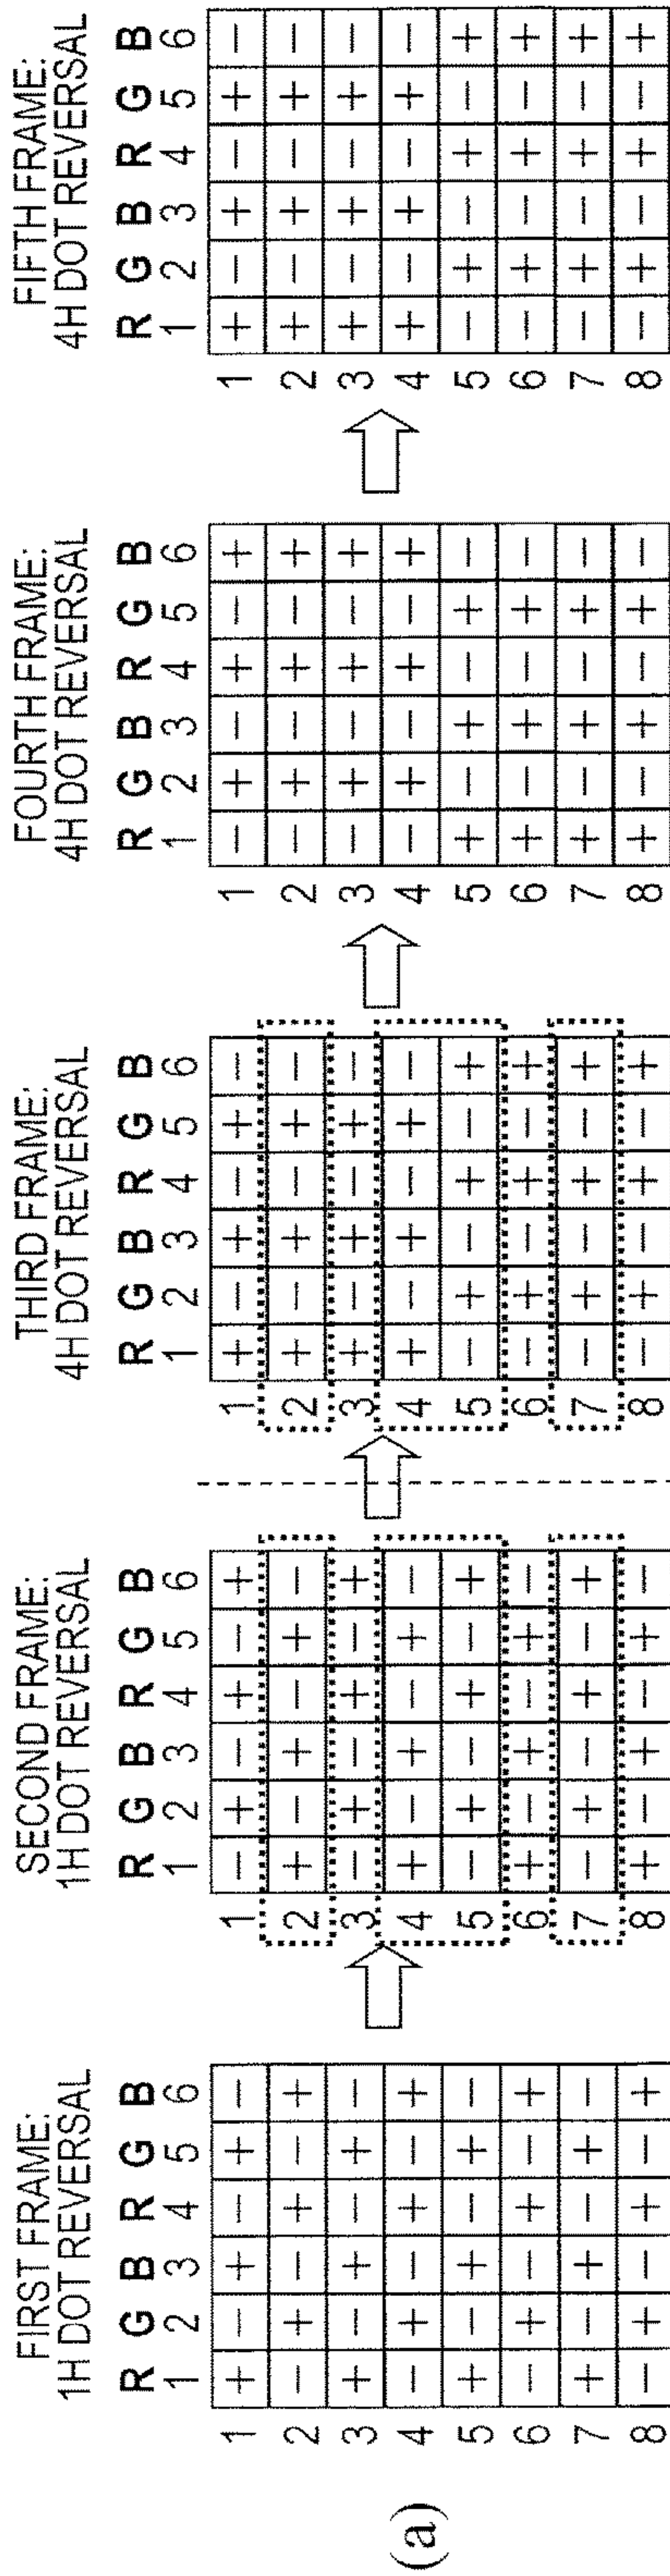 (a)
FIRST FRAME:
1H DOT REVERSAL
R G B R G B
1 2 3 4 5 6
1 + − + − + −
2 − + − + − +
3 + − + − + −
4 − + − + − +
5 + − + − + −
6 − + − + − +
7 + − + − + −
8 − + − + − +
SECOND FRAME:
1H DOT REVERSAL
R G B R G B
1 2 3 4 5 6
1 − + − + − +
2 + − + − + −
3 − + − + − +
4 + − + − + −
5 − + − + − +
6 + − + − + −
7 − + − + − +
8 + − + − + −
THIRD FRAME:
4H DOT REVERSAL
R G B R G B
1 2 3 4 5 6
1 + − + − + −
2 + − + − + −
3 + − + − + −
4 + − + − + −
5 − + − + − +
6 − + − + − +
7 − + − + − +
8 − + − + − +
FOURTH FRAME:
4H DOT REVERSAL
R G B R G B
1 2 3 4 5 6
1 − + − + − +
2 − + − + − +
3 − + − + − +
4 − + − + − +
5 + − + − + −
6 + − + − + −
7 + − + − + −
8 + − + − + −
FIFTH FRAME:
4H DOT REVERSAL
R G B R G B
1 2 3 4 5 6
1 + − + − + −
2 + − + − + −
3 + − + − + −
4 + − + − + −
5 − + − + − +
6 − + − + − +
7 − + − + − +
8 − + − + − +